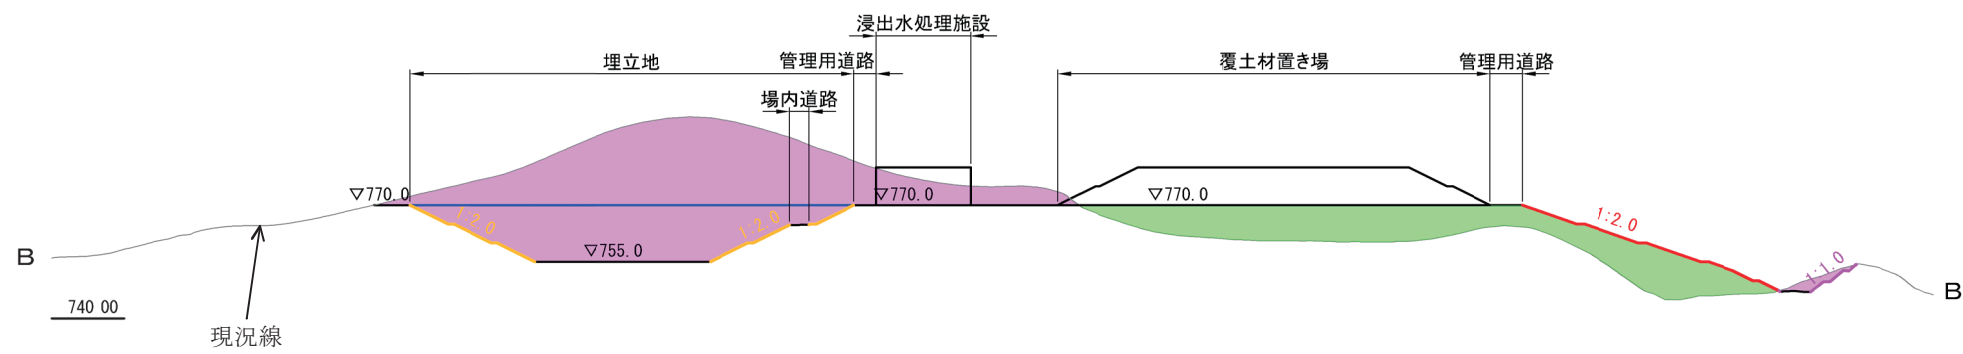 浸出水処理施設
埋立地
管理用道路
覆土材置き場
管理用道路
場内道路
▽770.0
▽770.0
▽770.0
1:2.0
1:2.0
1:2.0
▽755.0
B
1:1.0
B
740 00
現況線